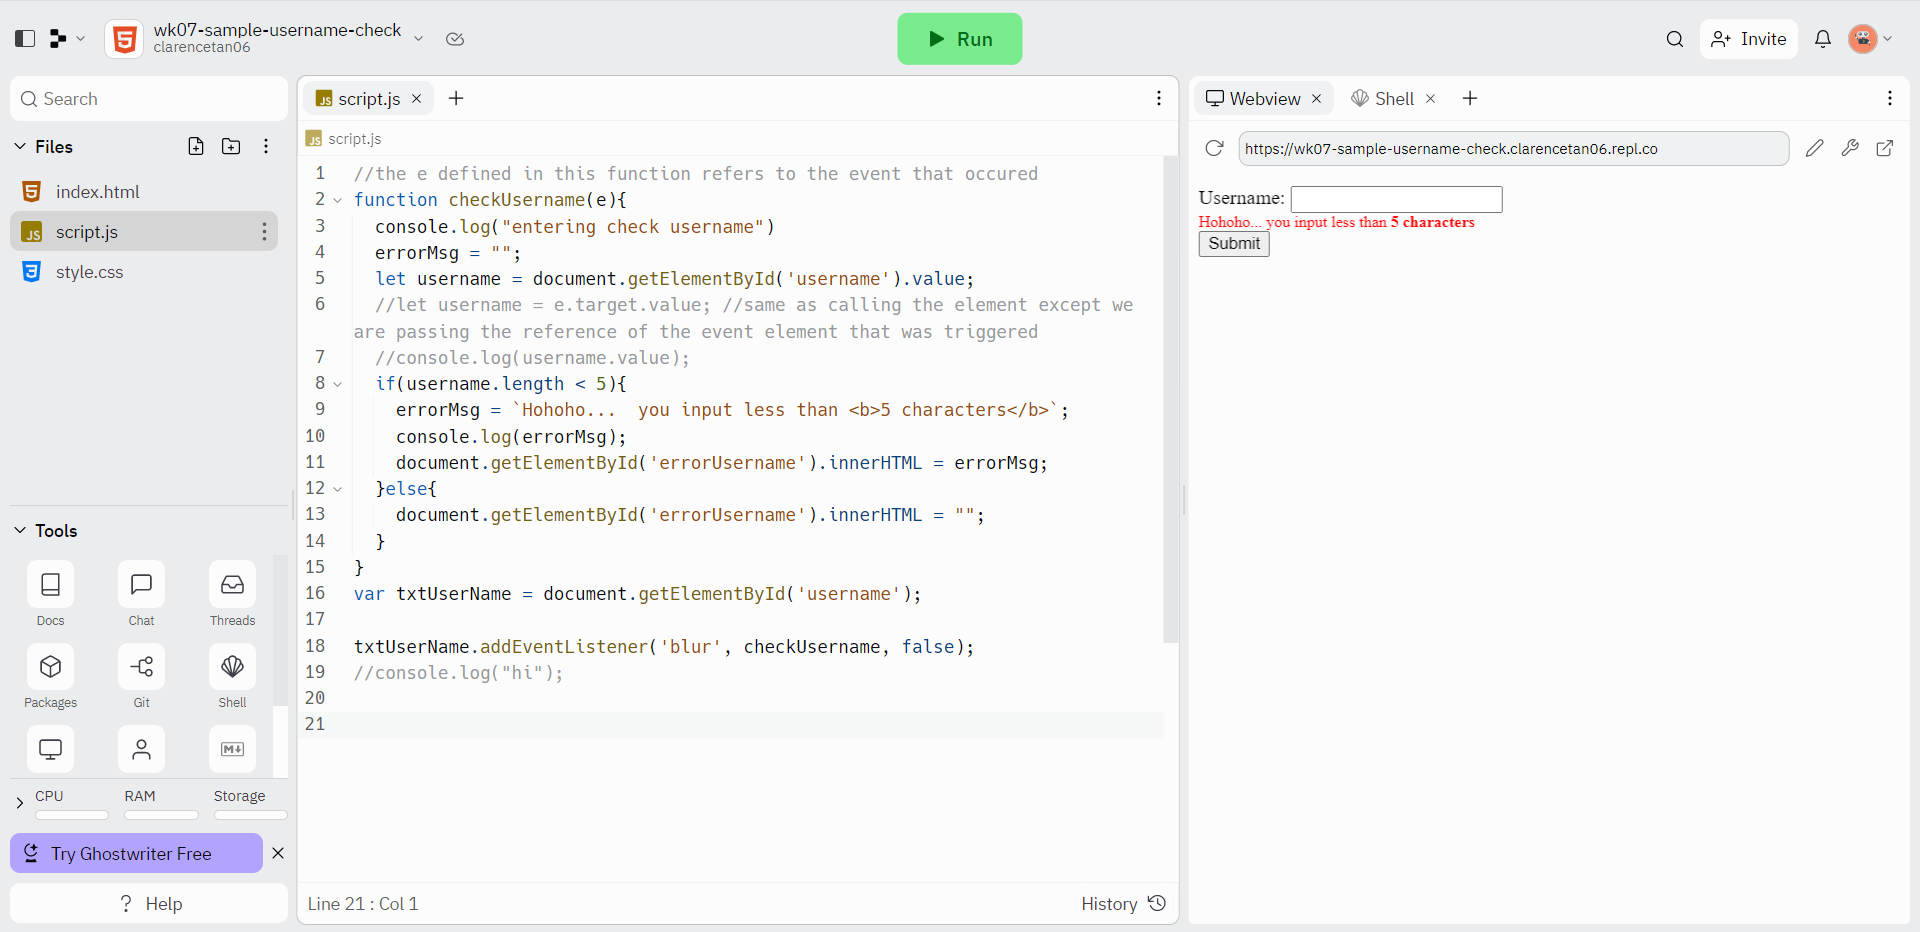 wk07-sample-username-check
clarencetan06
Run
Invite
Search
Files
index.html
JS script.js
style.css
Tools
Docs Chat Threads
Packages Git Shell
M↓
CPU RAM Storage
Try Ghostwriter Free
? Help
JS script.js
JS script.js
1 //the e defined in this function refers to the event that occured
2 function checkUsername(e){
3 console.log("entering check username")
4 errorMsg = "";
5 let username = document.getElementById('username').value;
6 //let username = e.target.value; //same as calling the element except we
are passing the reference of the event element that was triggered
7 //console.log(username.value);
8 if(username.length < 5){
9 errorMsg = `Hohoho...  you input less than <b>5 characters</b>`;
10 console.log(errorMsg);
11 document.getElementById('errorUsername').innerHTML = errorMsg;
12 }else{
13 document.getElementById('errorUsername').innerHTML = "";
14 }
15 }
16 var txtUserName = document.getElementById('username');
17
18 txtUserName.addEventListener('blur', checkUsername, false);
19 //console.log("hi");
20
21
Line 21 : Col 1
History
Webview Shell
https://wk07-sample-username-check.clarencetan06.repl.co
Username:
Hohoho... you input less than 5 characters
Submit